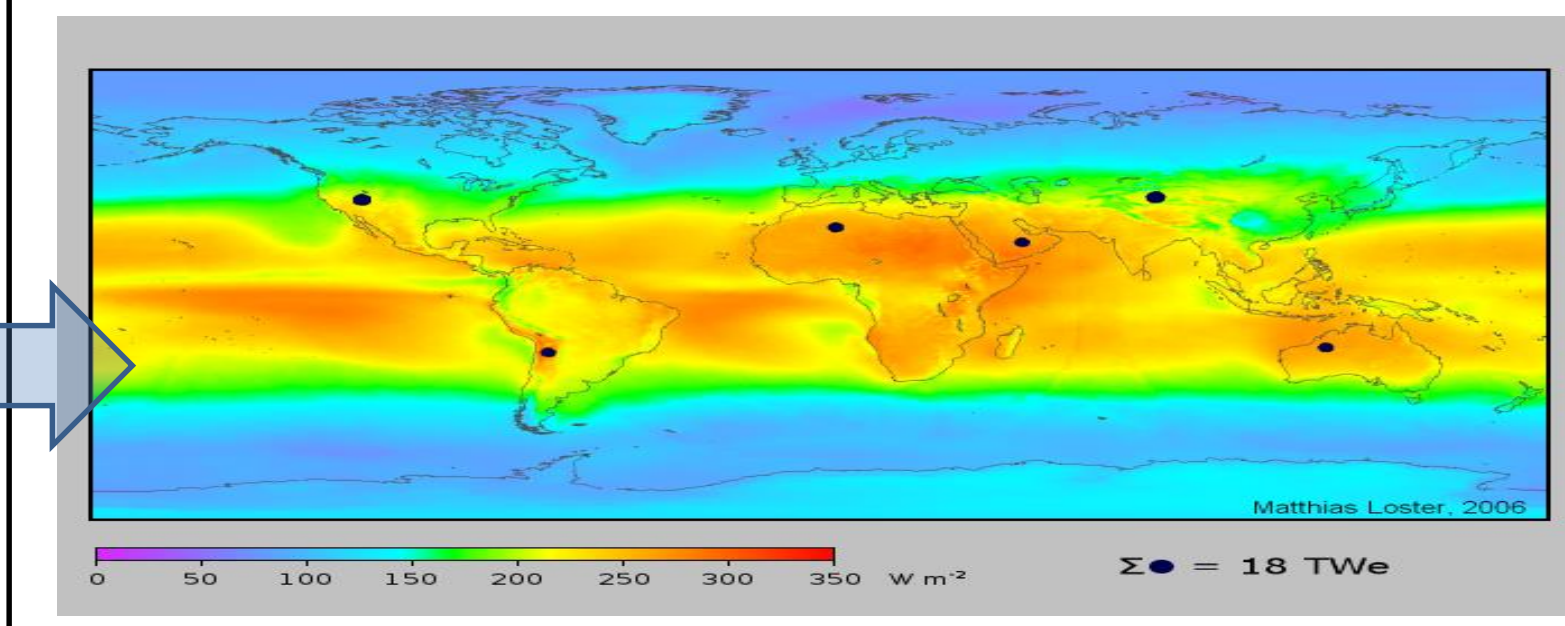 Matthias Loster, 2006
0 50 100 150 200 250 300 350 W m⁻²
Σ● = 18 TWe